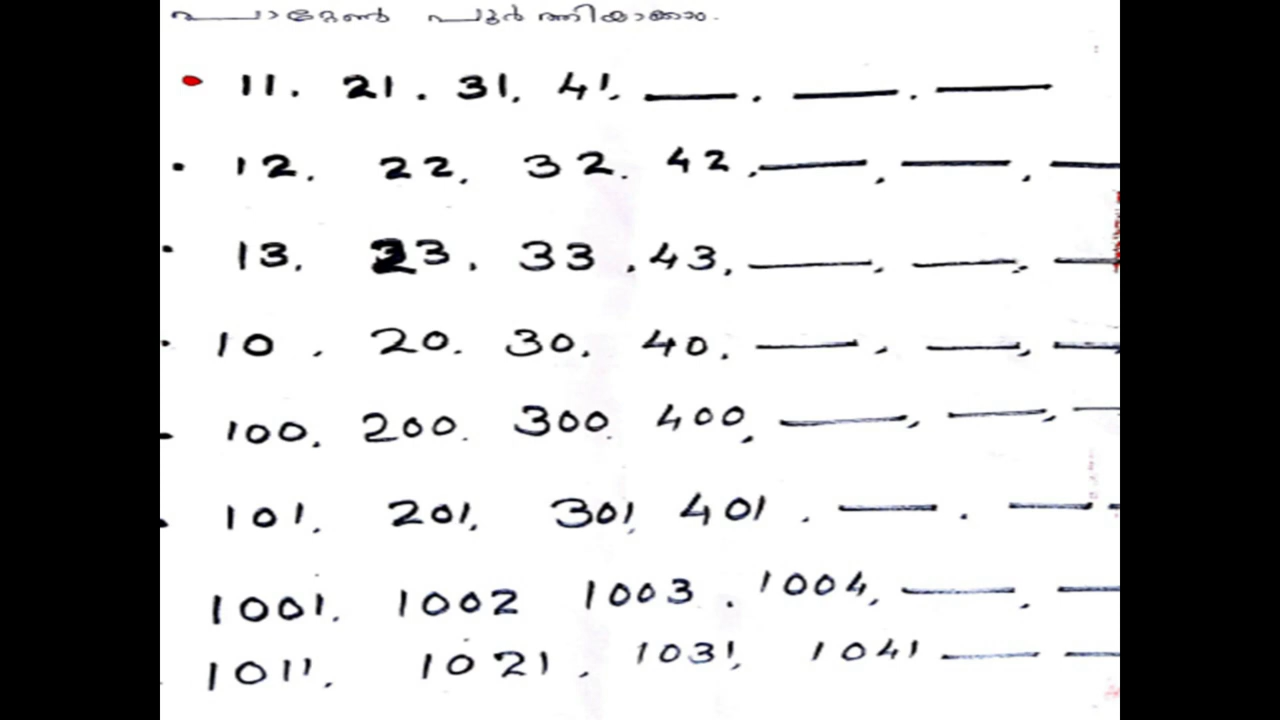 പാറ്റേൺ പൂർത്തിയാക്കാം.
• 11. 21. 31. 41. ___. ___. ___
• 12. 22. 32. 42. ___, ___, ___
• 13. 23. 33. 43. ___. ___, ___
• 10. 20. 30. 40. ___. ___, ___
• 100. 200. 300. 400, ___, ___, ___
• 101. 201. 301. 401. ___. ___ ___
1001. 1002 1003. 1004, ___, ___
1011. 1021. 1031. 1041 ___ ___